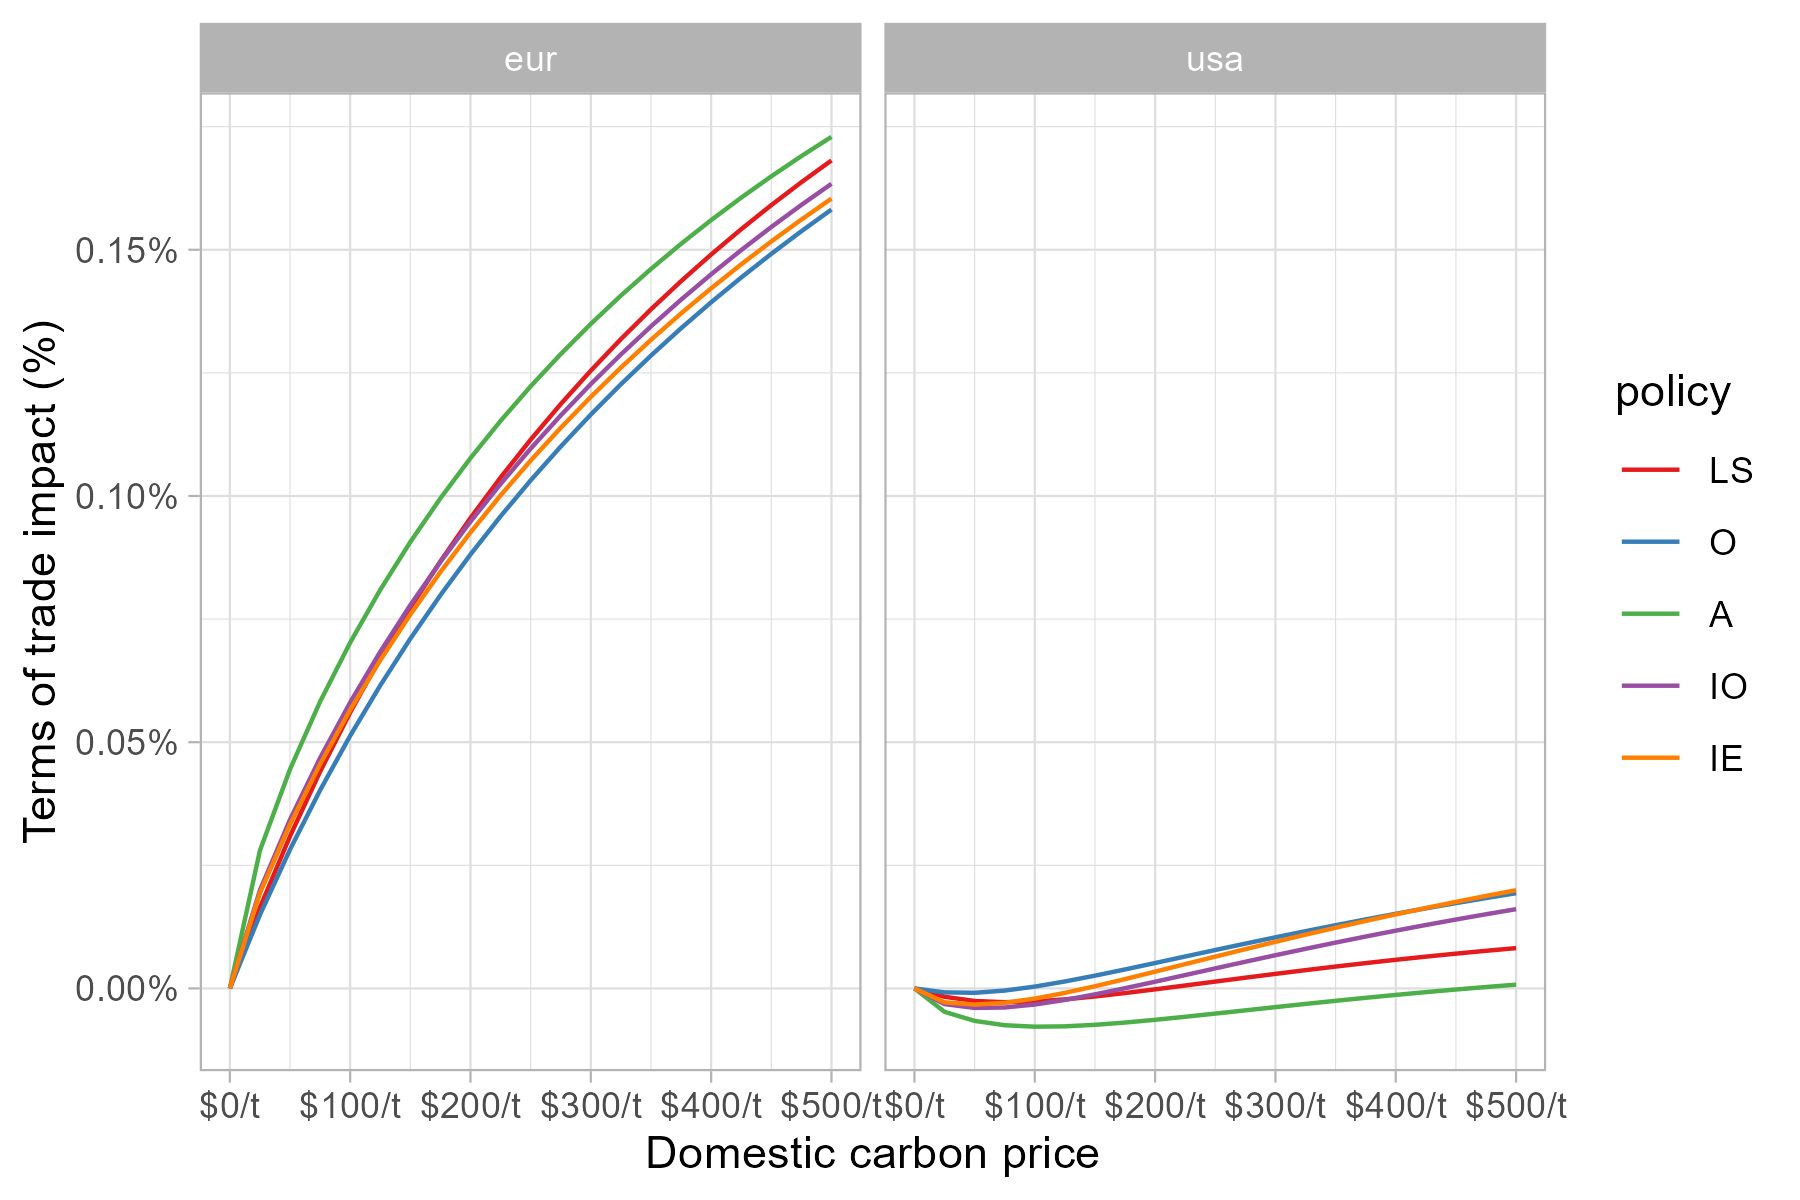 eur
usa
Terms of trade impact (%)
0.15%
0.10%
0.05%
0.00%
$0/t $100/t $200/t $300/t $400/t $500/t
$0/t $100/t $200/t $300/t $400/t $500/t
Domestic carbon price
policy
LS
O
A
IO
IE